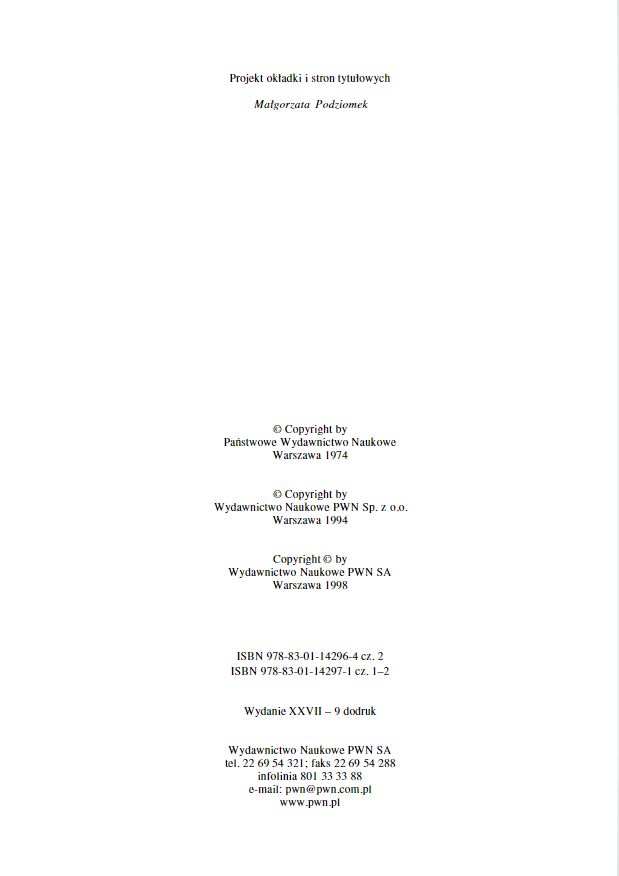 Projekt okładki i stron tytułowych
Małgorzata Podziomek
© Copyright by
Państwowe Wydawnictwo Naukowe
Warszawa 1974
© Copyright by
Wydawnictwo Naukowe PWN Sp. z o.o.
Warszawa 1994
Copyright © by
Wydawnictwo Naukowe PWN SA
Warszawa 1998
ISBN 978-83-01-14296-4 cz. 2
ISBN 978-83-01-14297-1 cz. 1–2
Wydanie XXVII – 9 dodruk
Wydawnictwo Naukowe PWN SA
tel. 22 69 54 321; faks 22 69 54 288
infolinia 801 33 33 88
e-mail: pwn@pwn.com.pl
www.pwn.pl